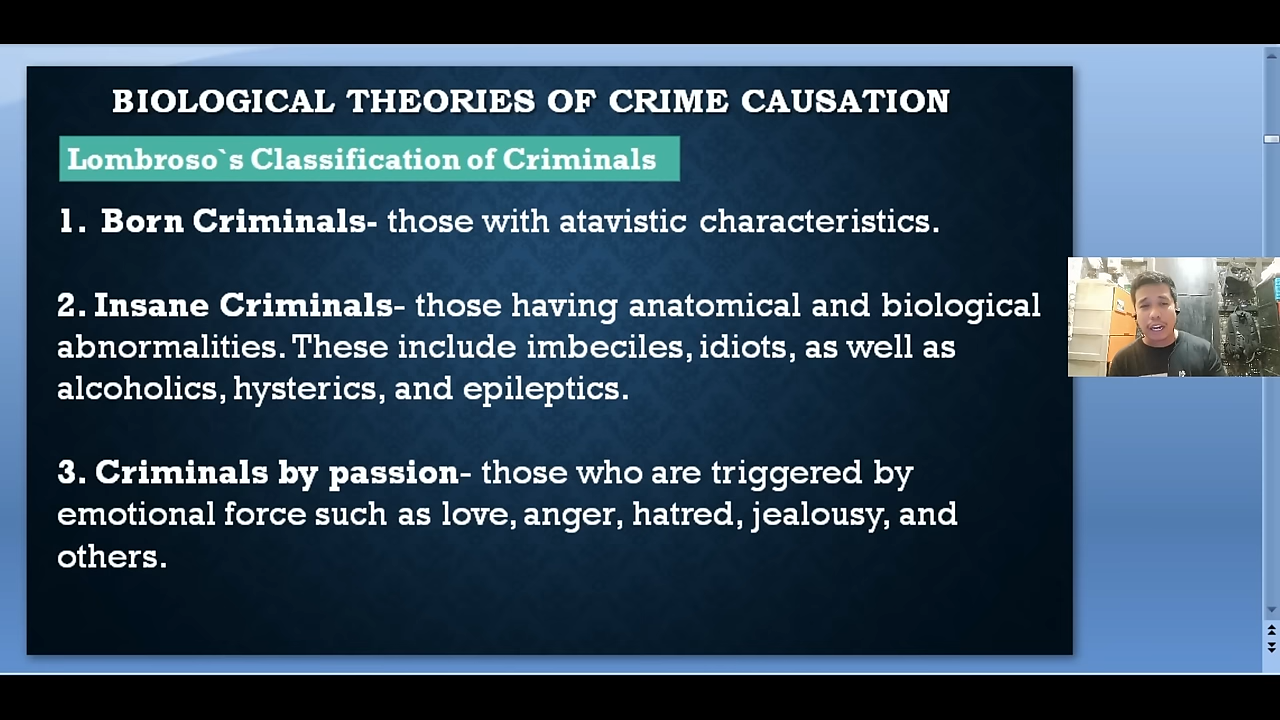 BIOLOGICAL THEORIES OF CRIME CAUSATION
Lombroso`s Classification of Criminals
1. Born Criminals- those with atavistic characteristics.
2. Insane Criminals- those having anatomical and biological
abnormalities. These include imbeciles, idiots, as well as
alcoholics, hysterics, and epileptics.
3. Criminals by passion- those who are triggered by
emotional force such as love, anger, hatred, jealousy, and
others.